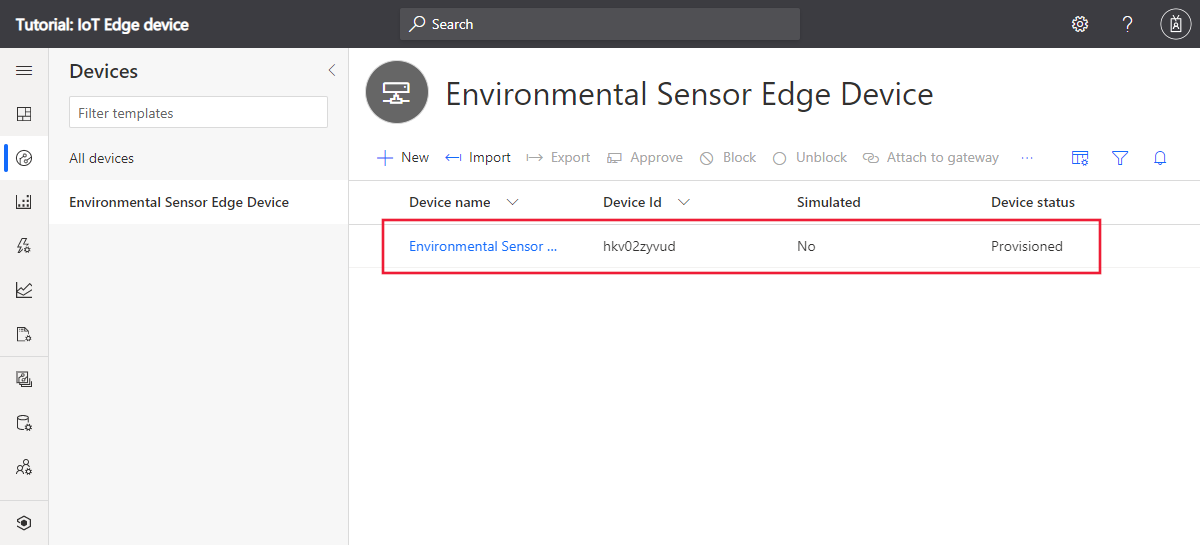 Tutorial: IoT Edge device
Search
?
Devices
Filter templates
All devices
Environmental Sensor Edge Device
Environmental Sensor Edge Device
New Import Export Approve Block Unblock Attach to gateway ...
Device name Device Id Simulated Device status
Environmental Sensor ... hkv02zyvud No Provisioned